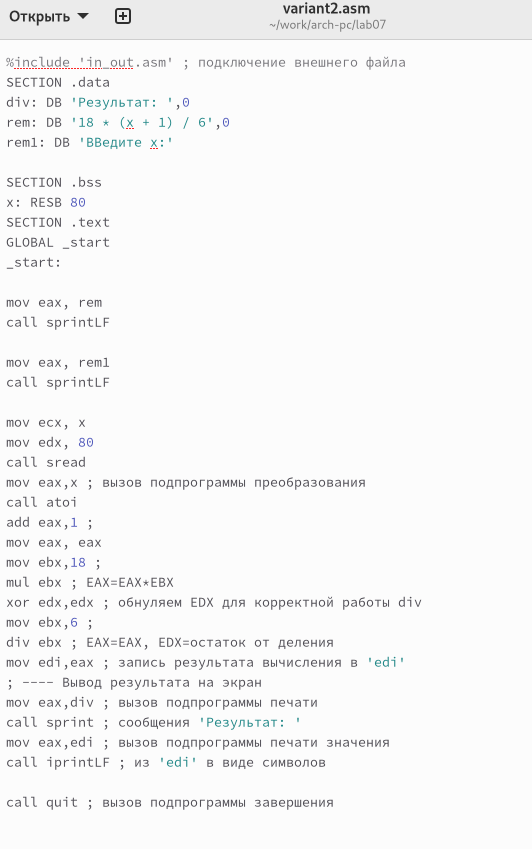 Открыть
variant2.asm
~/work/arch-pc/lab07
%include 'in_out.asm' ; подключение внешнего файла
SECTION .data
div: DB 'Результат: ',0
rem: DB '18 * (x + 1) / 6',0
rem1: DB 'ВВедите x:'
SECTION .bss
x: RESB 80
SECTION .text
GLOBAL _start
_start:
mov eax, rem
call sprintLF
mov eax, rem1
call sprintLF
mov ecx, x
mov edx, 80
call sread
mov eax,x ; вызов подпрограммы преобразования
call atoi
add eax,1 ;
mov eax, eax
mov ebx,18 ;
mul ebx ; EAX=EAX*EBX
xor edx,edx ; обнуляем EDX для корректной работы div
mov ebx,6 ;
div ebx ; EAX=EAX, EDX=остаток от деления
mov edi,eax ; запись результата вычисления в 'edi'
; ---- Вывод результата на экран
mov eax,div ; вызов подпрограммы печати
call sprint ; сообщения 'Результат: '
mov eax,edi ; вызов подпрограммы печати значения
call iprintLF ; из 'edi' в виде символов
call quit ; вызов подпрограммы завершения